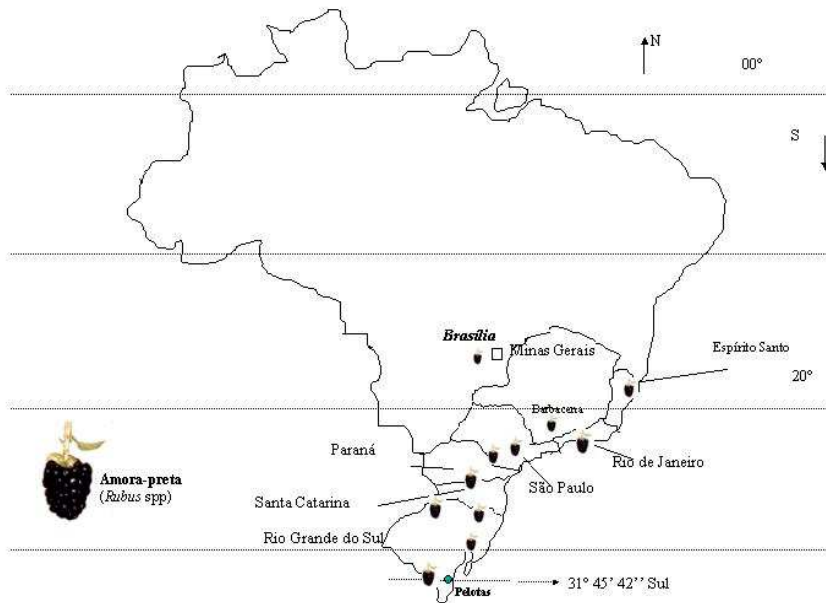 N
00°
S
Brasília
Minas Gerais
Espírito Santo
20°
Barbacena
Paraná
Rio de Janeiro
Amora-preta
(Rubus spp)
São Paulo
Santa Catarina
Rio Grande do Sul
31° 45’ 42’’ Sul
Pelotas